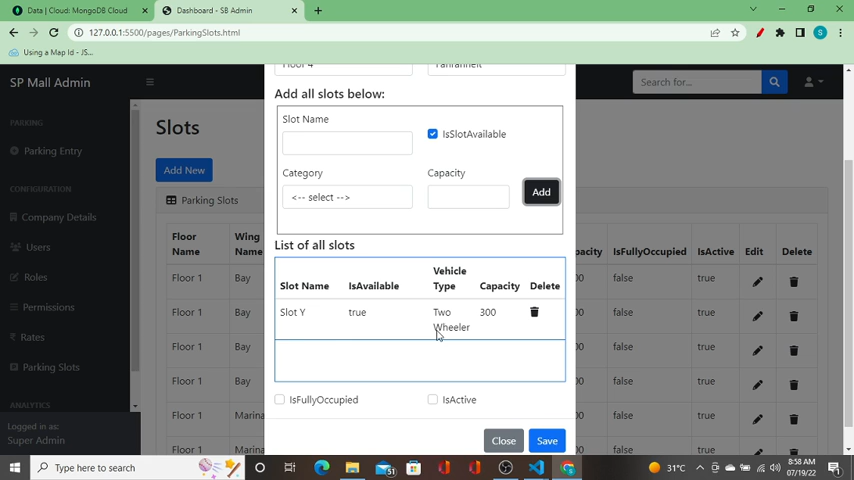 Data | Cloud: MongoDB Cloud
Dashboard - SB Admin
127.0.0.1:5500/pages/ParkingSlots.html
S
Using a Map Id - JS...
SP Mall Admin
Search for...
PARKING
Parking Entry
CONFIGURATION
Company Details
Users
Roles
Permissions
Rates
Parking Slots
ANALYTICS
Logged in as:
Super Admin
Slots
Add New
Parking Slots
Floor Name
Wing Name
IsFullyOccupied
IsActive
Edit
Delete
Floor 1
Bay
false
true
Floor 1
Bay
false
true
Floor 1
Bay
false
true
Floor 1
Bay
false
true
Floor 1
Marina
false
true
Floor 1
Marina
false
true
Floor 4
Fahrenheit
Add all slots below:
Slot Name
IsSlotAvailable
Category
Capacity
<-- select -->
Add
List of all slots
Slot Name
IsAvailable
Vehicle Type
Capacity
Delete
Slot Y
true
Two Wheeler
300
IsFullyOccupied
IsActive
Close
Save
Type here to search
51
31°C
8:58 AM
07/19/22